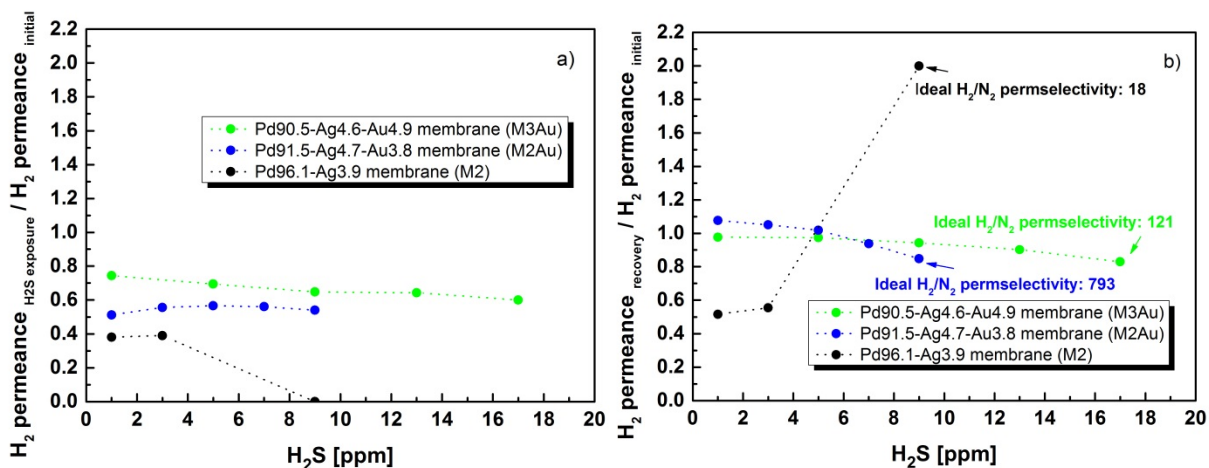 a)
H2 permeance H2S exposure / H2 permeance initial
2.2
2.0
1.8
1.6
1.4
1.2
1.0
0.8
0.6
0.4
0.2
0.0
Pd90.5-Ag4.6-Au4.9 membrane (M3Au)
Pd91.5-Ag4.7-Au3.8 membrane (M2Au)
Pd96.1-Ag3.9 membrane (M2)
0 2 4 6 8 10 12 14 16 18 20
H2S [ppm]
b)
H2 permeance recovery / H2 permeance initial
2.2
2.0
1.8
1.6
1.4
1.2
1.0
0.8
0.6
0.4
0.2
0.0
Ideal H2/N2 permselectivity: 18
Ideal H2/N2 permselectivity: 121
Ideal H2/N2 permselectivity: 793
Pd90.5-Ag4.6-Au4.9 membrane (M3Au)
Pd91.5-Ag4.7-Au3.8 membrane (M2Au)
Pd96.1-Ag3.9 membrane (M2)
0 2 4 6 8 10 12 14 16 18 20
H2S [ppm]